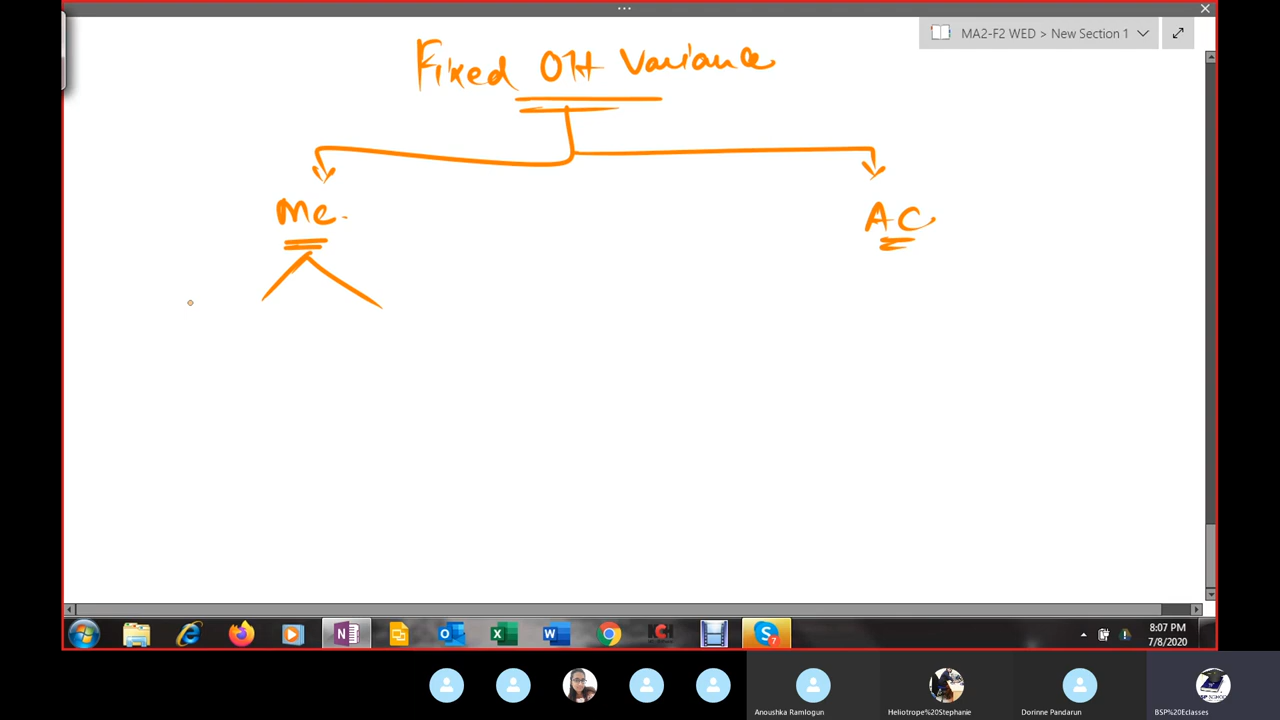 MA2-F2 WED > New Section 1
Fixed OH Variance
Mc.
AC
8:07 PM
7/8/2020
Anoushka Ramlogun
Heliotrope%20Stephanie
Dorinne Pandarun
BSP%20Eclasses